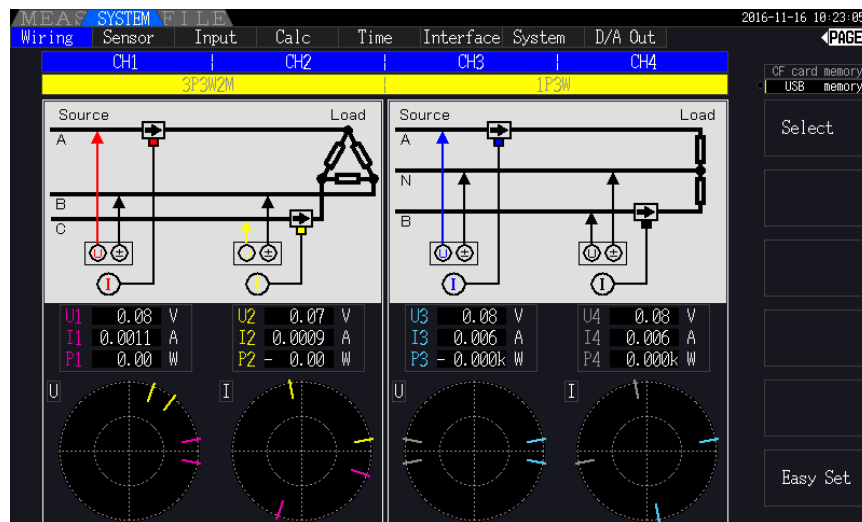 MEAS SYSTEM FILE 2016-11-16 10:23:05
Wiring Sensor Input Calc Time Interface System D/A Out PAGE
CH1 CH2 CH3 CH4
3P3W2M 1P3W
CF card memory
USB memory
Source Load Source Load
Select
A A
N
B B
C
U ± ± U ± U ±
I I I I
U1 0.08 V U2 0.07 V U3 0.08 V U4 0.08 V
I1 0.0011 A I2 0.0009 A I3 0.006 A I4 0.006 A
P1 0.00 W P2 - 0.00 W P3 - 0.000k W P4 0.000k W
U I U I
Easy Set